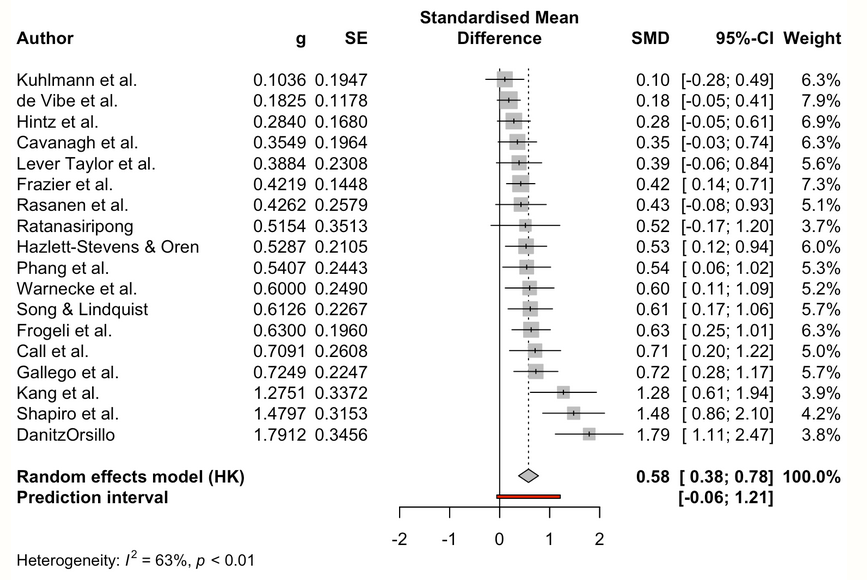 Standardised Mean
Author g SE Difference SMD 95%-CI Weight
Kuhlmann et al. 0.1036 0.1947 0.10 [-0.28; 0.49] 6.3%
de Vibe et al. 0.1825 0.1178 0.18 [-0.05; 0.41] 7.9%
Hintz et al. 0.2840 0.1680 0.28 [-0.05; 0.61] 6.9%
Cavanagh et al. 0.3549 0.1964 0.35 [-0.03; 0.74] 6.3%
Lever Taylor et al. 0.3884 0.2308 0.39 [-0.06; 0.84] 5.6%
Frazier et al. 0.4219 0.1448 0.42 [ 0.14; 0.71] 7.3%
Rasanen et al. 0.4262 0.2579 0.43 [-0.08; 0.93] 5.1%
Ratanasiripong 0.5154 0.3513 0.52 [-0.17; 1.20] 3.7%
Hazlett-Stevens & Oren 0.5287 0.2105 0.53 [ 0.12; 0.94] 6.0%
Phang et al. 0.5407 0.2443 0.54 [ 0.06; 1.02] 5.3%
Warnecke et al. 0.6000 0.2490 0.60 [ 0.11; 1.09] 5.2%
Song & Lindquist 0.6126 0.2267 0.61 [ 0.17; 1.06] 5.7%
Frogeli et al. 0.6300 0.1960 0.63 [ 0.25; 1.01] 6.3%
Call et al. 0.7091 0.2608 0.71 [ 0.20; 1.22] 5.0%
Gallego et al. 0.7249 0.2247 0.72 [ 0.28; 1.17] 5.7%
Kang et al. 1.2751 0.3372 1.28 [ 0.61; 1.94] 3.9%
Shapiro et al. 1.4797 0.3153 1.48 [ 0.86; 2.10] 4.2%
DanitzOrsillo 1.7912 0.3456 1.79 [ 1.11; 2.47] 3.8%
Random effects model (HK) 0.58 [ 0.38; 0.78] 100.0%
Prediction interval [-0.06; 1.21]
-2 -1 0 1 2
Heterogeneity: I² = 63%, p < 0.01